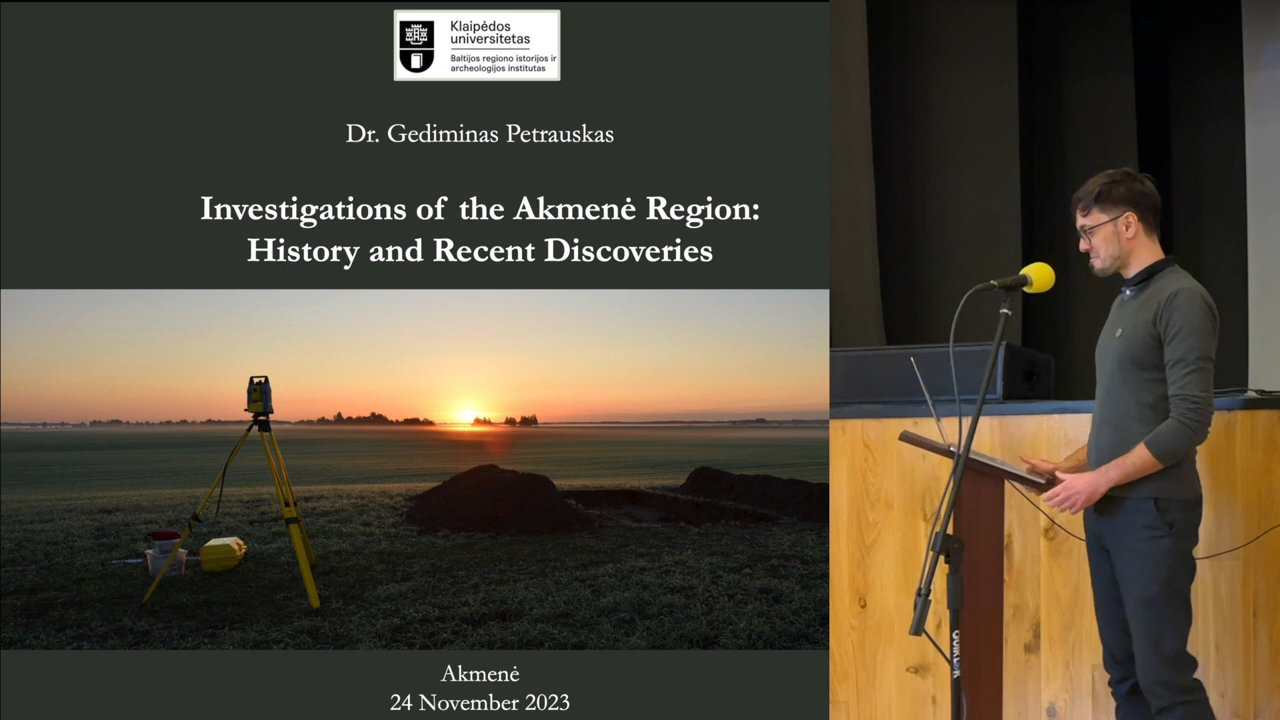 Klaipėdos
universitetas
Baltijos regiono istorijos ir
archeologijos institutas
Dr. Gediminas Petrauskas
Investigations of the Akmenė Region:
History and Recent Discoveries
Akmenė
24 November 2023